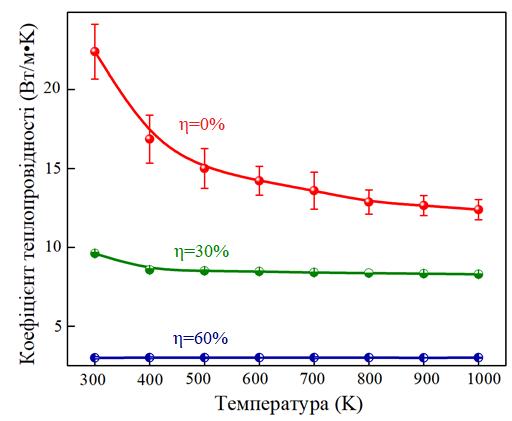 Коефіцієнт теплопровідності (Вт/м•К)
20
15
10
5
η=0%
η=30%
η=60%
300 400 500 600 700 800 900 1000
Температура (К)